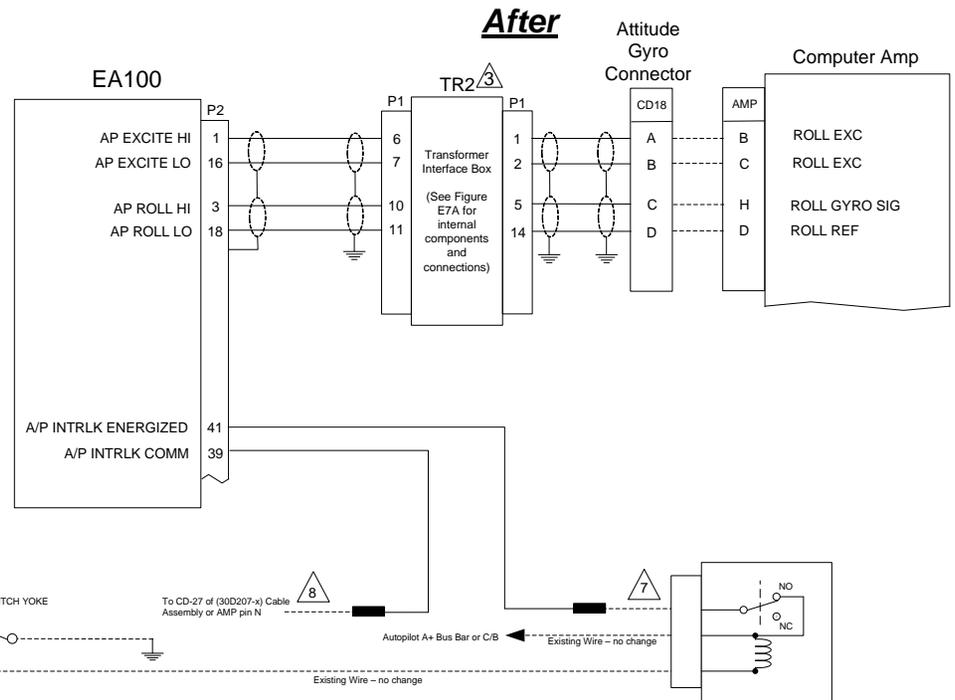 After
EA100
P2
AP EXCITE HI 1
AP EXCITE LO 16
AP ROLL HI 3
AP ROLL LO 18
A/P INTRLK ENERGIZED 41
A/P INTRLK COMM 39
TR2 3
P1
6
7
10
11
Transformer
Interface Box
(See Figure
E7A for
internal
components
and
connections)
P1
1
2
5
14
Attitude
Gyro
Connector
CD18
A
B
C
D
Computer Amp
AMP
B ROLL EXC
C ROLL EXC
H ROLL GYRO SIG
D ROLL REF
TCH YOKE
To CD-27 of (30D207-x) Cable
Assembly or AMP pin N
8
7
NO
NC
Autopilot A+ Bus Bar or C/B
Existing Wire – no change
Existing Wire – no change